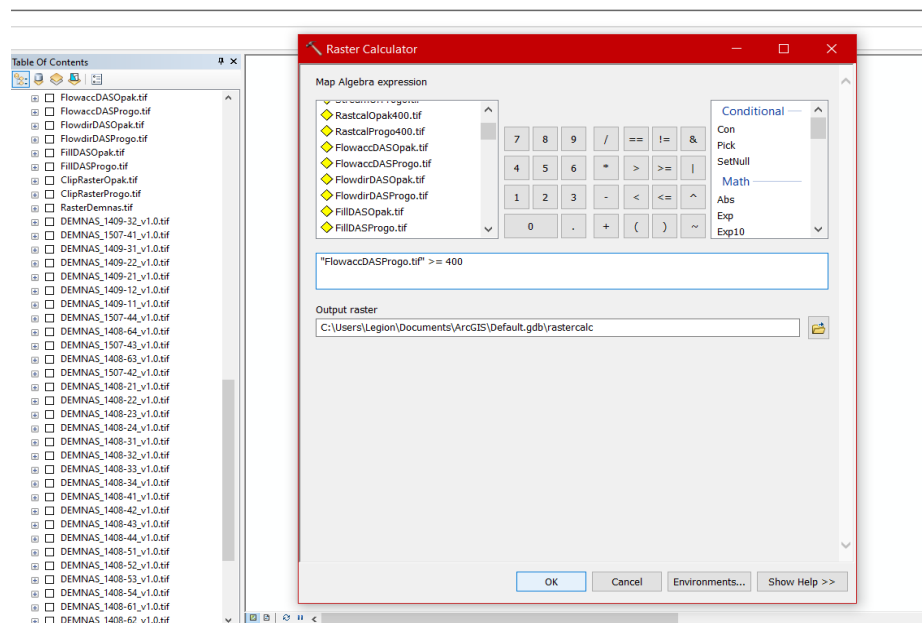 Raster Calculator
Table Of Contents
FlowaccDASOpak.tif
FlowaccDASProgo.tif
FlowdirDASOpak.tif
FlowdirDASProgo.tif
FillDASOpak.tif
FillDASProgo.tif
ClipRasterOpak.tif
ClipRasterProgo.tif
RasterDemnas.tif
DEMNAS_1409-32_v1.0.tif
DEMNAS_1507-41_v1.0.tif
DEMNAS_1409-31_v1.0.tif
DEMNAS_1409-22_v1.0.tif
DEMNAS_1409-21_v1.0.tif
DEMNAS_1409-12_v1.0.tif
DEMNAS_1409-11_v1.0.tif
DEMNAS_1507-44_v1.0.tif
DEMNAS_1408-64_v1.0.tif
DEMNAS_1507-43_v1.0.tif
DEMNAS_1408-63_v1.0.tif
DEMNAS_1507-42_v1.0.tif
DEMNAS_1408-21_v1.0.tif
DEMNAS_1408-22_v1.0.tif
DEMNAS_1408-23_v1.0.tif
DEMNAS_1408-24_v1.0.tif
DEMNAS_1408-31_v1.0.tif
DEMNAS_1408-32_v1.0.tif
DEMNAS_1408-33_v1.0.tif
DEMNAS_1408-34_v1.0.tif
DEMNAS_1408-41_v1.0.tif
DEMNAS_1408-42_v1.0.tif
DEMNAS_1408-43_v1.0.tif
DEMNAS_1408-44_v1.0.tif
DEMNAS_1408-51_v1.0.tif
DEMNAS_1408-52_v1.0.tif
DEMNAS_1408-53_v1.0.tif
DEMNAS_1408-54_v1.0.tif
DEMNAS_1408-61_v1.0.tif
DEMNAS_1408-62_v1.0.tif
Map Algebra expression
RastcalOpak400.tif
RastcalProgo400.tif
FlowaccDASOpak.tif
FlowaccDASProgo.tif
FlowdirDASOpak.tif
FlowdirDASProgo.tif
FillDASOpak.tif
FillDASProgo.tif
7 8 9 / == != &
4 5 6 * > >= |
1 2 3 - < <= ^
0 . + ( ) ~
Conditional
Con
Pick
SetNull
Math
Abs
Exp
Exp10
"FlowaccDASProgo.tif" >= 400
Output raster
C:\Users\Legion\Documents\ArcGIS\Default.gdb\rastercalc
OK Cancel Environments... Show Help >>